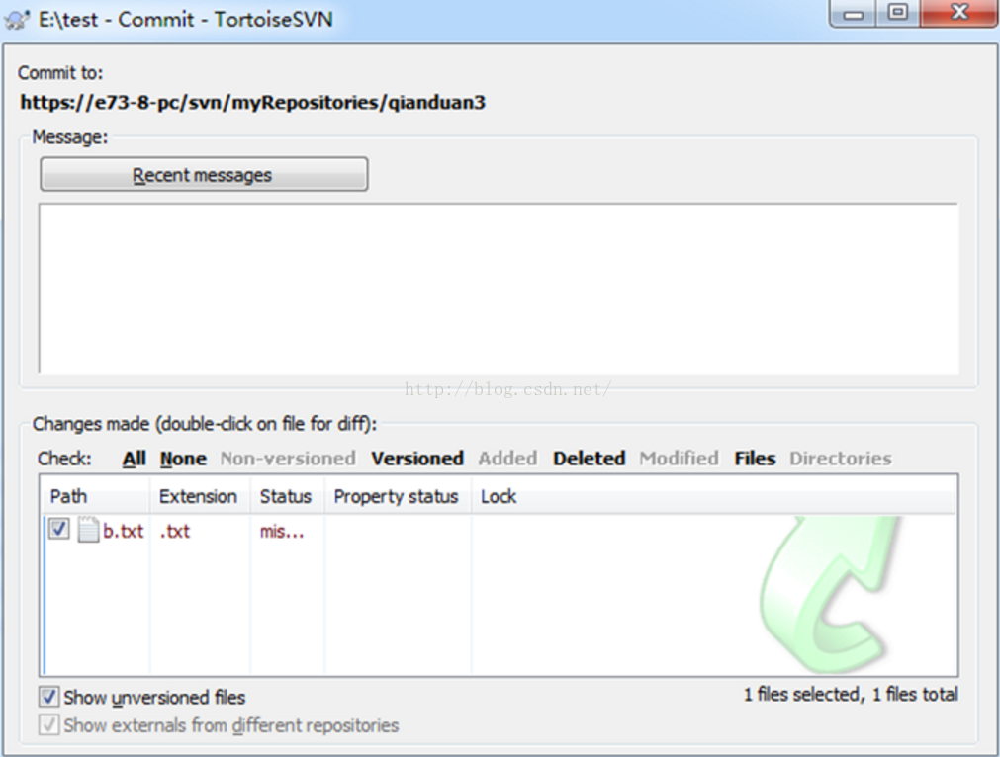 E:\test - Commit - TortoiseSVN
Commit to:
https://e73-8-pc/svn/myRepositories/qianduan3
Message:
Recent messages
http://blog.csdn.net/
Changes made (double-click on file for diff):
Check: All None Non-versioned Versioned Added Deleted Modified Files Directories
Path Extension Status Property status Lock
b.txt .txt mis...
Show unversioned files 1 files selected, 1 files total
Show externals from different repositories